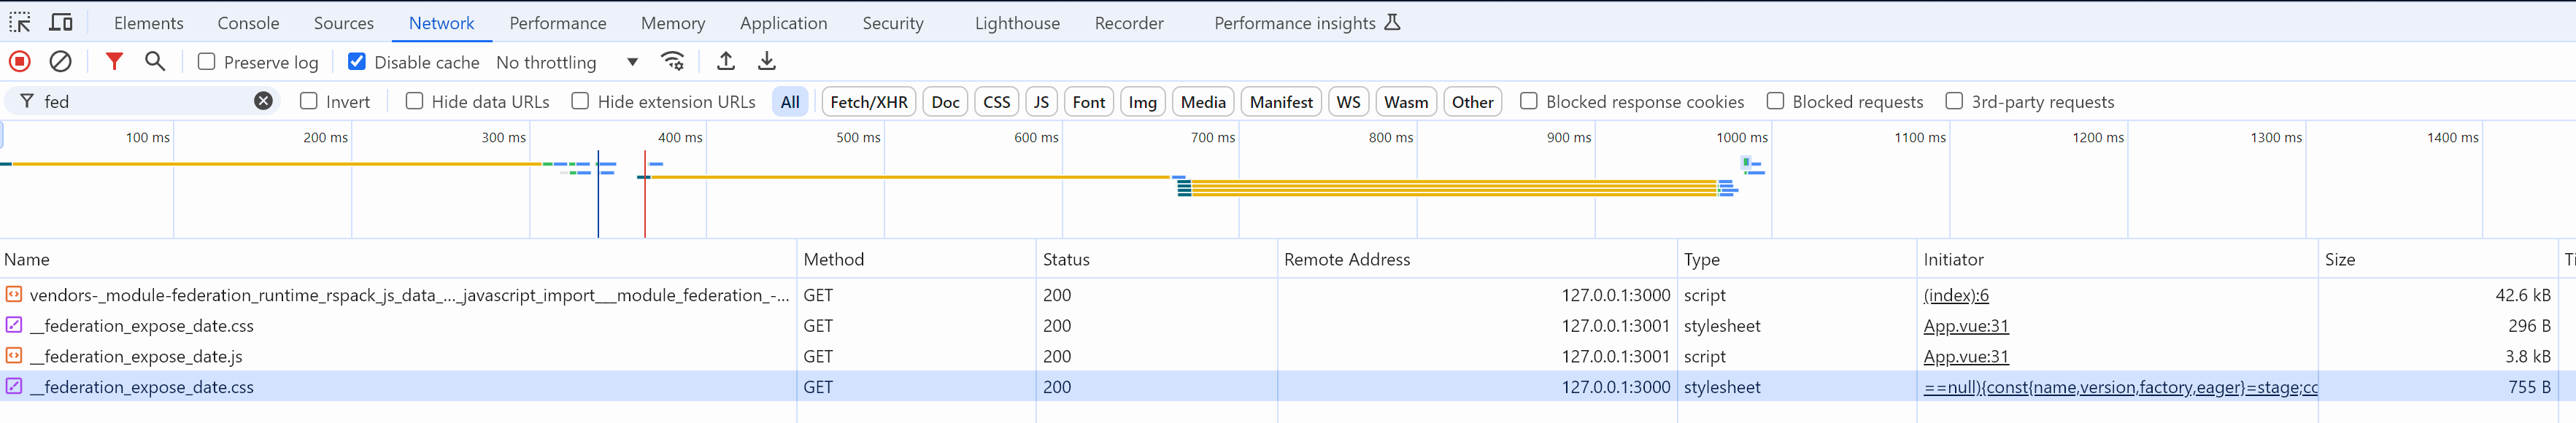 Elements Console Sources Network Performance Memory Application Security Lighthouse Recorder Performance insights
Preserve log Disable cache No throttling
fed Invert Hide data URLs Hide extension URLs All Fetch/XHR Doc CSS JS Font Img Media Manifest WS Wasm Other Blocked response cookies Blocked requests 3rd-party requests
100 ms 200 ms 300 ms 400 ms 500 ms 600 ms 700 ms 800 ms 900 ms 1000 ms 1100 ms 1200 ms 1300 ms 1400 ms
Name Method Status Remote Address Type Initiator Size Ti
vendors-_module-federation_runtime_rspack_js_data_..._javascript_import___module_federation_-... GET 200 127.0.0.1:3000 script (index):6 42.6 kB
__federation_expose_date.css GET 200 127.0.0.1:3001 stylesheet App.vue:31 296 B
__federation_expose_date.js GET 200 127.0.0.1:3001 script App.vue:31 3.8 kB
__federation_expose_date.css GET 200 127.0.0.1:3000 stylesheet ==null){const{name,version,factory,eager}=stage;cc 755 B